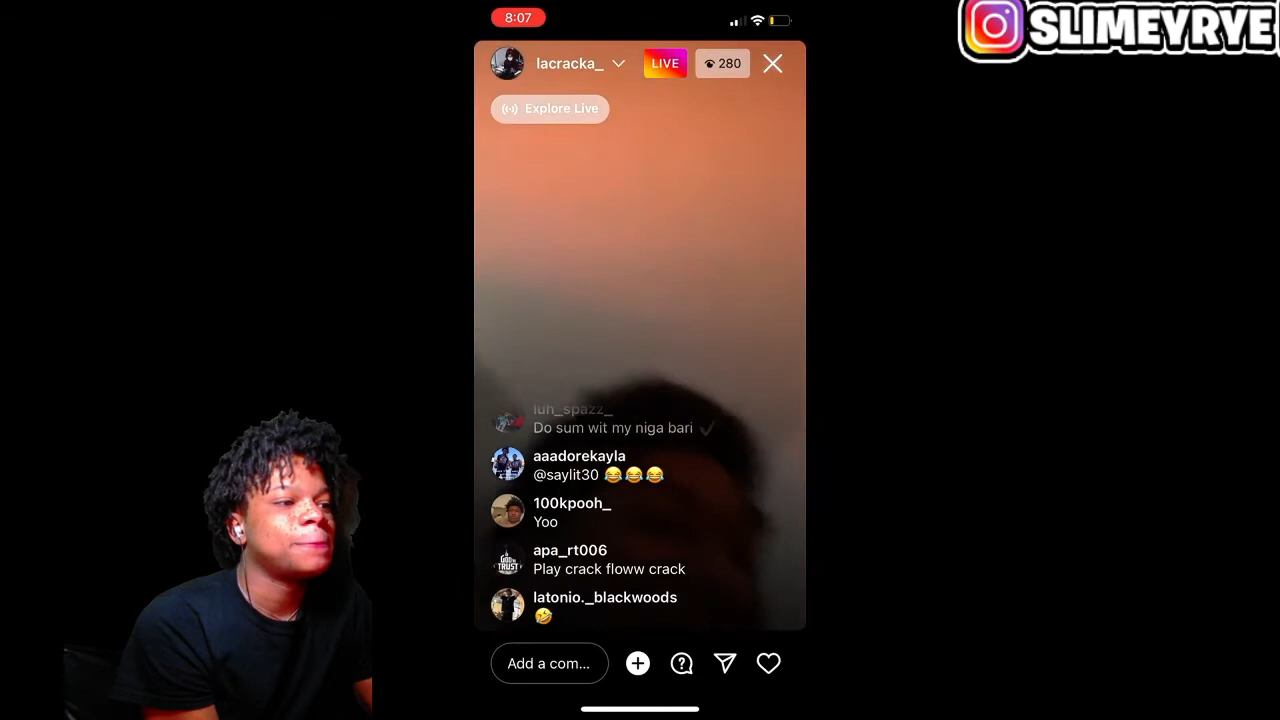 8:07
SLIMEYRYE
lacracka_
LIVE
280
Explore Live
luh_spazz_
Do sum wit my niga bari
aaadorekayla
@saylit30 😂😂😂
100kpooh_
Yoo
apa_rt006
Play crack floww crack
latonio._blackwoods
🤣
Add a com...